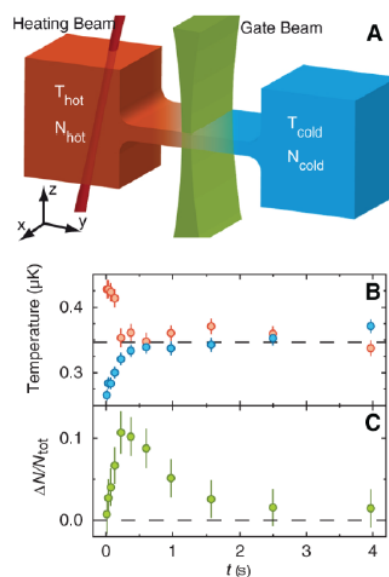 Heating Beam
Gate Beam
A
T_hot
N_hot
T_cold
N_cold
z
y
x
B
Temperature (µK)
0.4
0.3
C
ΔN/N_tot
0.1
0.0
0
1
2
3
4
t (s)